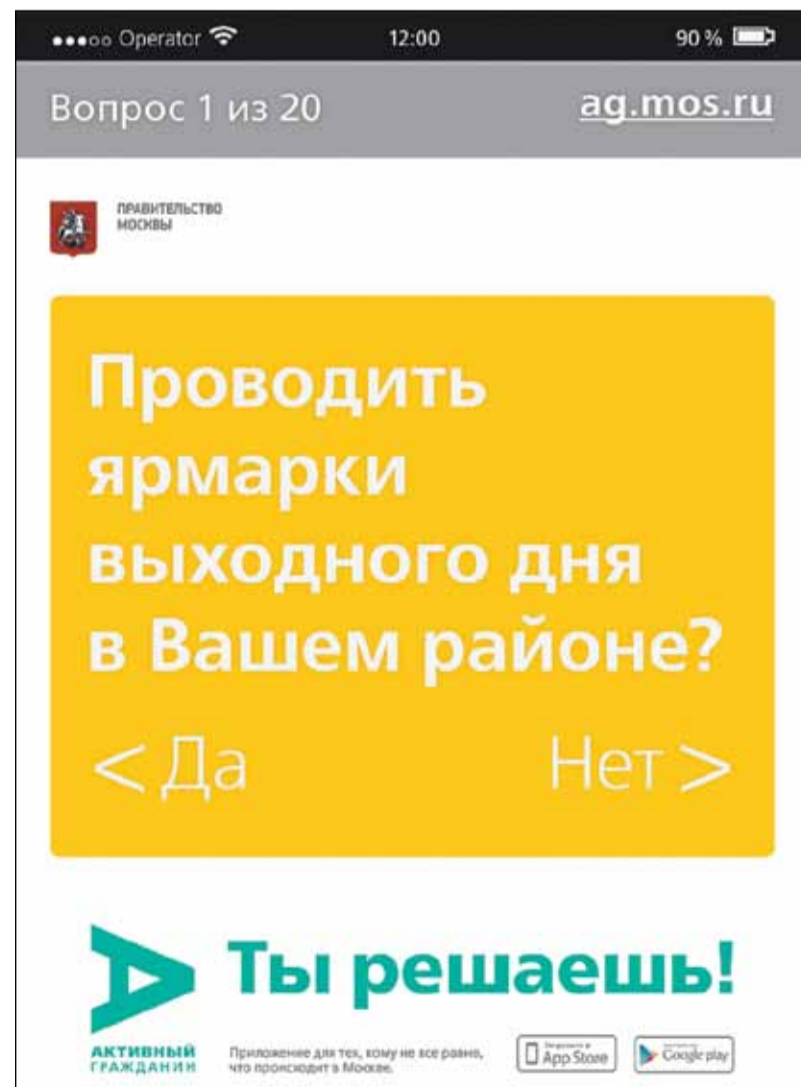 Operator 12:00 90 %
Вопрос 1 из 20 ag.mos.ru
ПРАВИТЕЛЬСТВО
МОСКВЫ
Проводить
ярмарки
выходного дня
в Вашем районе?
< Да Нет >
Ты решаешь!
АКТИВНЫЙ
ГРАЖДАНИН
Приложение для тех, кому не все равно,
что происходит в Москве.
App Store
Google play